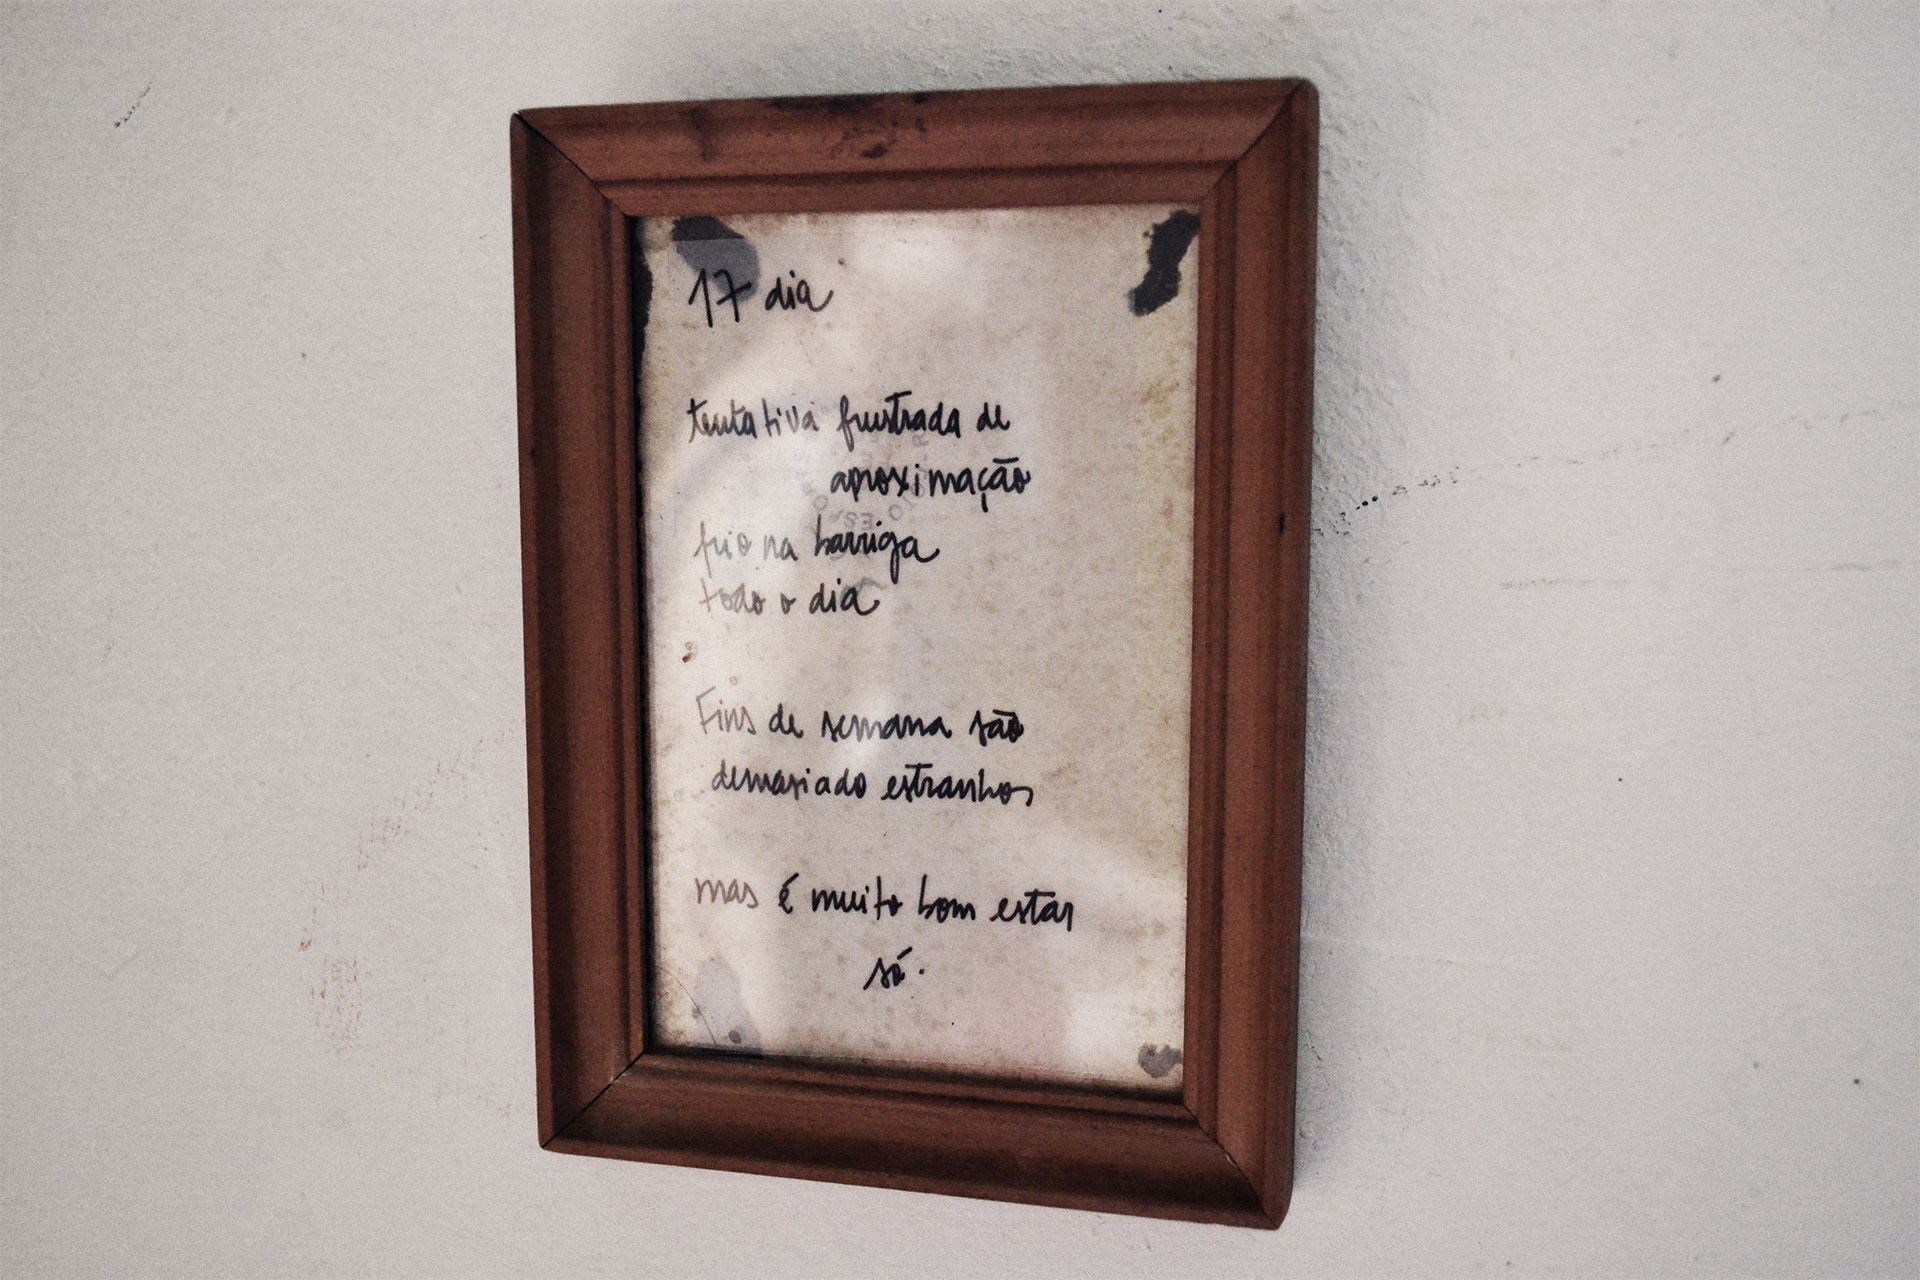 17 dia
tentativa frustrada de
aproximação
frio na barriga
todo o dia
Fins de semana são
demasiado estranhos
mas é muito bom estar
só.